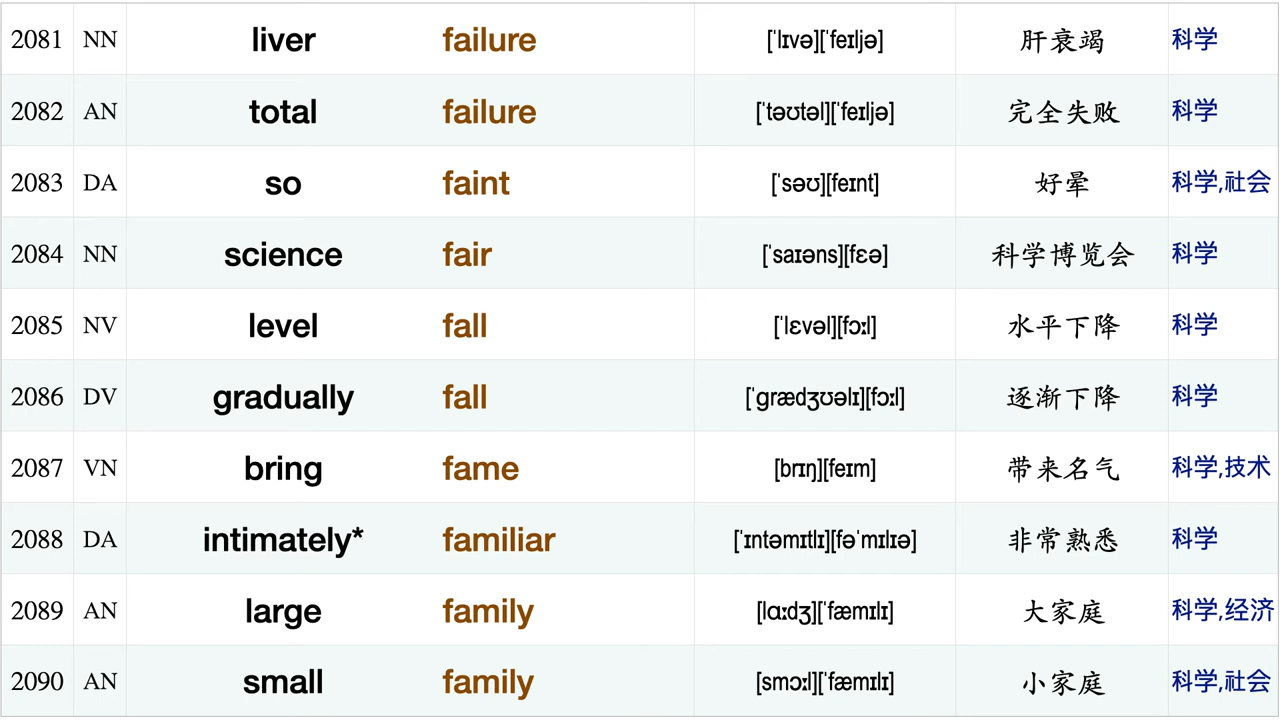 2081 NN liver failure [ˈlɪvə][ˈfeɪljə] 肝衰竭 科学
2082 AN total failure [ˈtəʊtəl][ˈfeɪljə] 完全失败 科学
2083 DA so faint [ˈsəʊ][feɪnt] 好晕 科学,社会
2084 NN science fair [ˈsaɪəns][fɛə] 科学博览会 科学
2085 NV level fall [ˈlɛvəl][fɔːl] 水平下降 科学
2086 DV gradually fall [ˈɡrædʒʊəlɪ][fɔːl] 逐渐下降 科学
2087 VN bring fame [brɪŋ][feɪm] 带来名气 科学,技术
2088 DA intimately* familiar [ˈɪntəmɪtlɪ][fəˈmɪlɪə] 非常熟悉 科学
2089 AN large family [lɑːdʒ][ˈfæmɪlɪ] 大家庭 科学,经济
2090 AN small family [smɔːl][ˈfæmɪlɪ] 小家庭 科学,社会